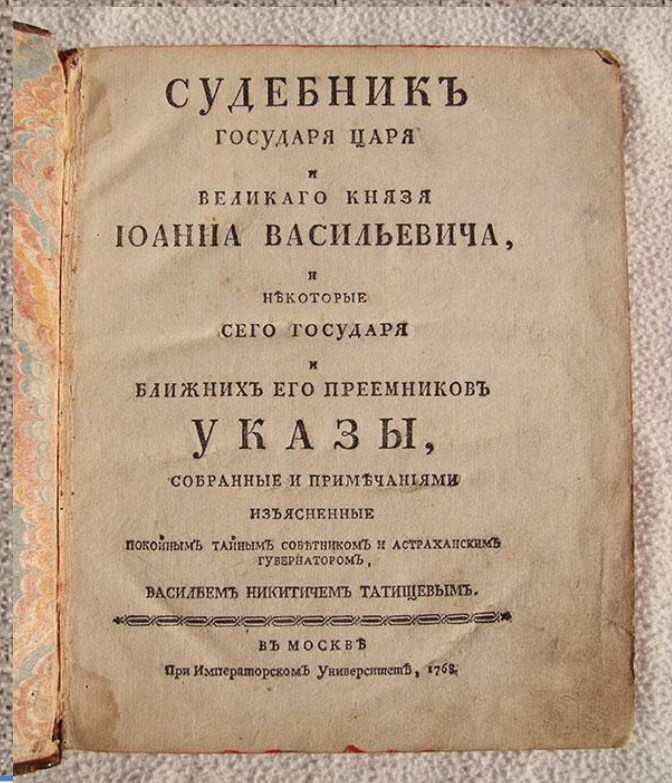 СУДЕБНИКЪ
ГОСУДАРЯ ЦАРЯ
И
ВЕЛИКАГО КНЯЗЯ
ІОАННА ВАСИЛЬЕВИЧА,
И
НѢКОТОРЫЕ
СЕГО ГОСУДАРЯ
И
БЛИЖНИХЪ ЕГО ПРЕЕМНИКОВЪ
УКАЗЫ,
СОБРАННЫЕ И ПРИМѢЧАНІЯМИ
ИЗЪЯСНЕННЫЕ
ПОКОЙНЫМЪ ТАЙНЫМЪ СОВѢТНИКОМЪ И АСТРАХАНСКИМЪ
ГУБЕРНАТОРОМЪ,
ВАСИЛЬЕМЪ НИКИТИЧЕМЪ ТАТИЩЕВЫМЪ.
ВЪ МОСКВѢ
При Императорскомъ Университетѣ, 1768.